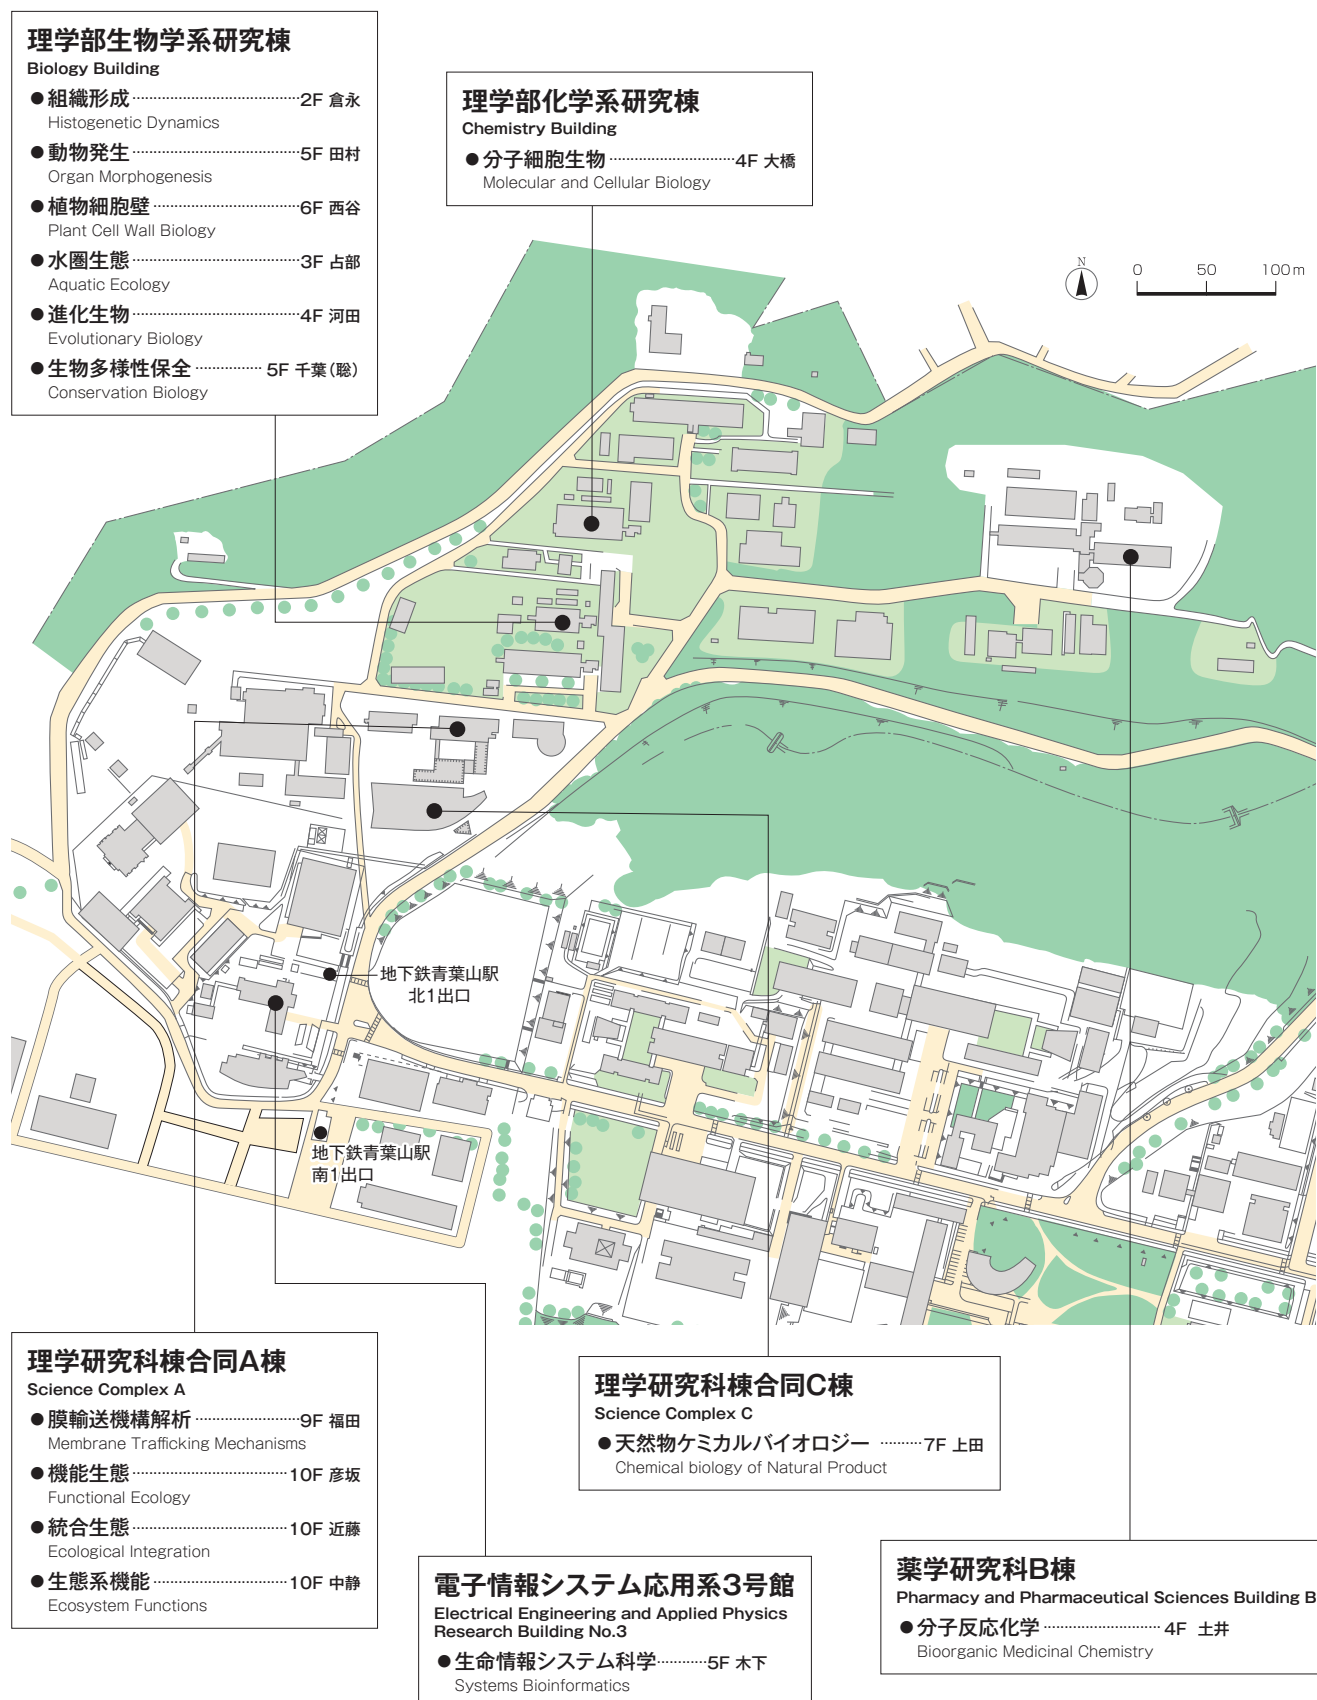 理学部生物学系研究棟
Biology Building
●組織形成 2F 倉永
Histogenetic Dynamics
●動物発生 5F 田村
Organ Morphogenesis
●植物細胞壁 6F 西谷
Plant Cell Wall Biology
●水圏生態 3F 占部
Aquatic Ecology
●進化生物 4F 河田
Evolutionary Biology
●生物多様性保全 5F 千葉（聡）
Conservation Biology
理学部化学系研究棟
Chemistry Building
●分子細胞生物 4F 大橋
Molecular and Cellular Biology
N
0 50 100m
地下鉄青葉山駅
北1出口
地下鉄青葉山駅
南1出口
理学研究科棟合同A棟
Science Complex A
●膜輸送機構解析 9F 福田
Membrane Trafficking Mechanisms
●機能生態 10F 彦坂
Functional Ecology
●統合生態 10F 近藤
Ecological Integration
●生態系機能 10F 中静
Ecosystem Functions
理学研究科棟合同C棟
Science Complex C
●天然物ケミカルバイオロジー 7F 上田
Chemical biology of Natural Product
電子情報システム応用系3号館
Electrical Engineering and Applied Physics
Research Building No.3
●生命情報システム科学 5F 木下
Systems Bioinformatics
薬学研究科B棟
Pharmacy and Pharmaceutical Sciences Building B
●分子反応化学 4F 土井
Bioorganic Medicinal Chemistry